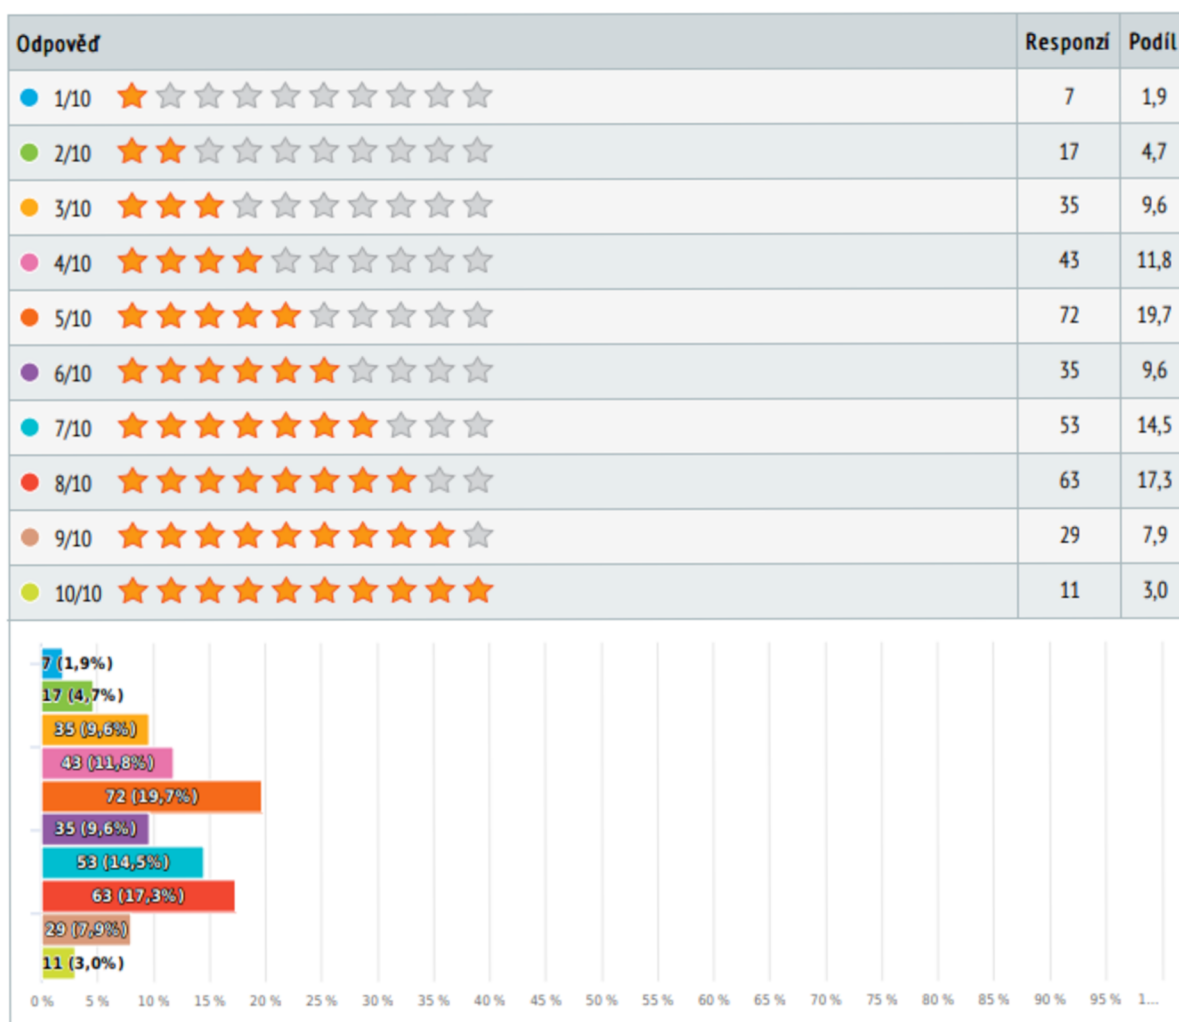 Odpověď Responzí Podíl
1/10 7 1,9
2/10 17 4,7
3/10 35 9,6
4/10 43 11,8
5/10 72 19,7
6/10 35 9,6
7/10 53 14,5
8/10 63 17,3
9/10 29 7,9
10/10 11 3,0
7 (1,9%)
17 (4,7%)
35 (9,6%)
43 (11,8%)
72 (19,7%)
35 (9,6%)
53 (14,5%)
63 (17,3%)
29 (7,9%)
11 (3,0%)
0 % 5 % 10 % 15 % 20 % 25 % 30 % 35 % 40 % 45 % 50 % 55 % 60 % 65 % 70 % 75 % 80 % 85 % 90 % 95 % 1...